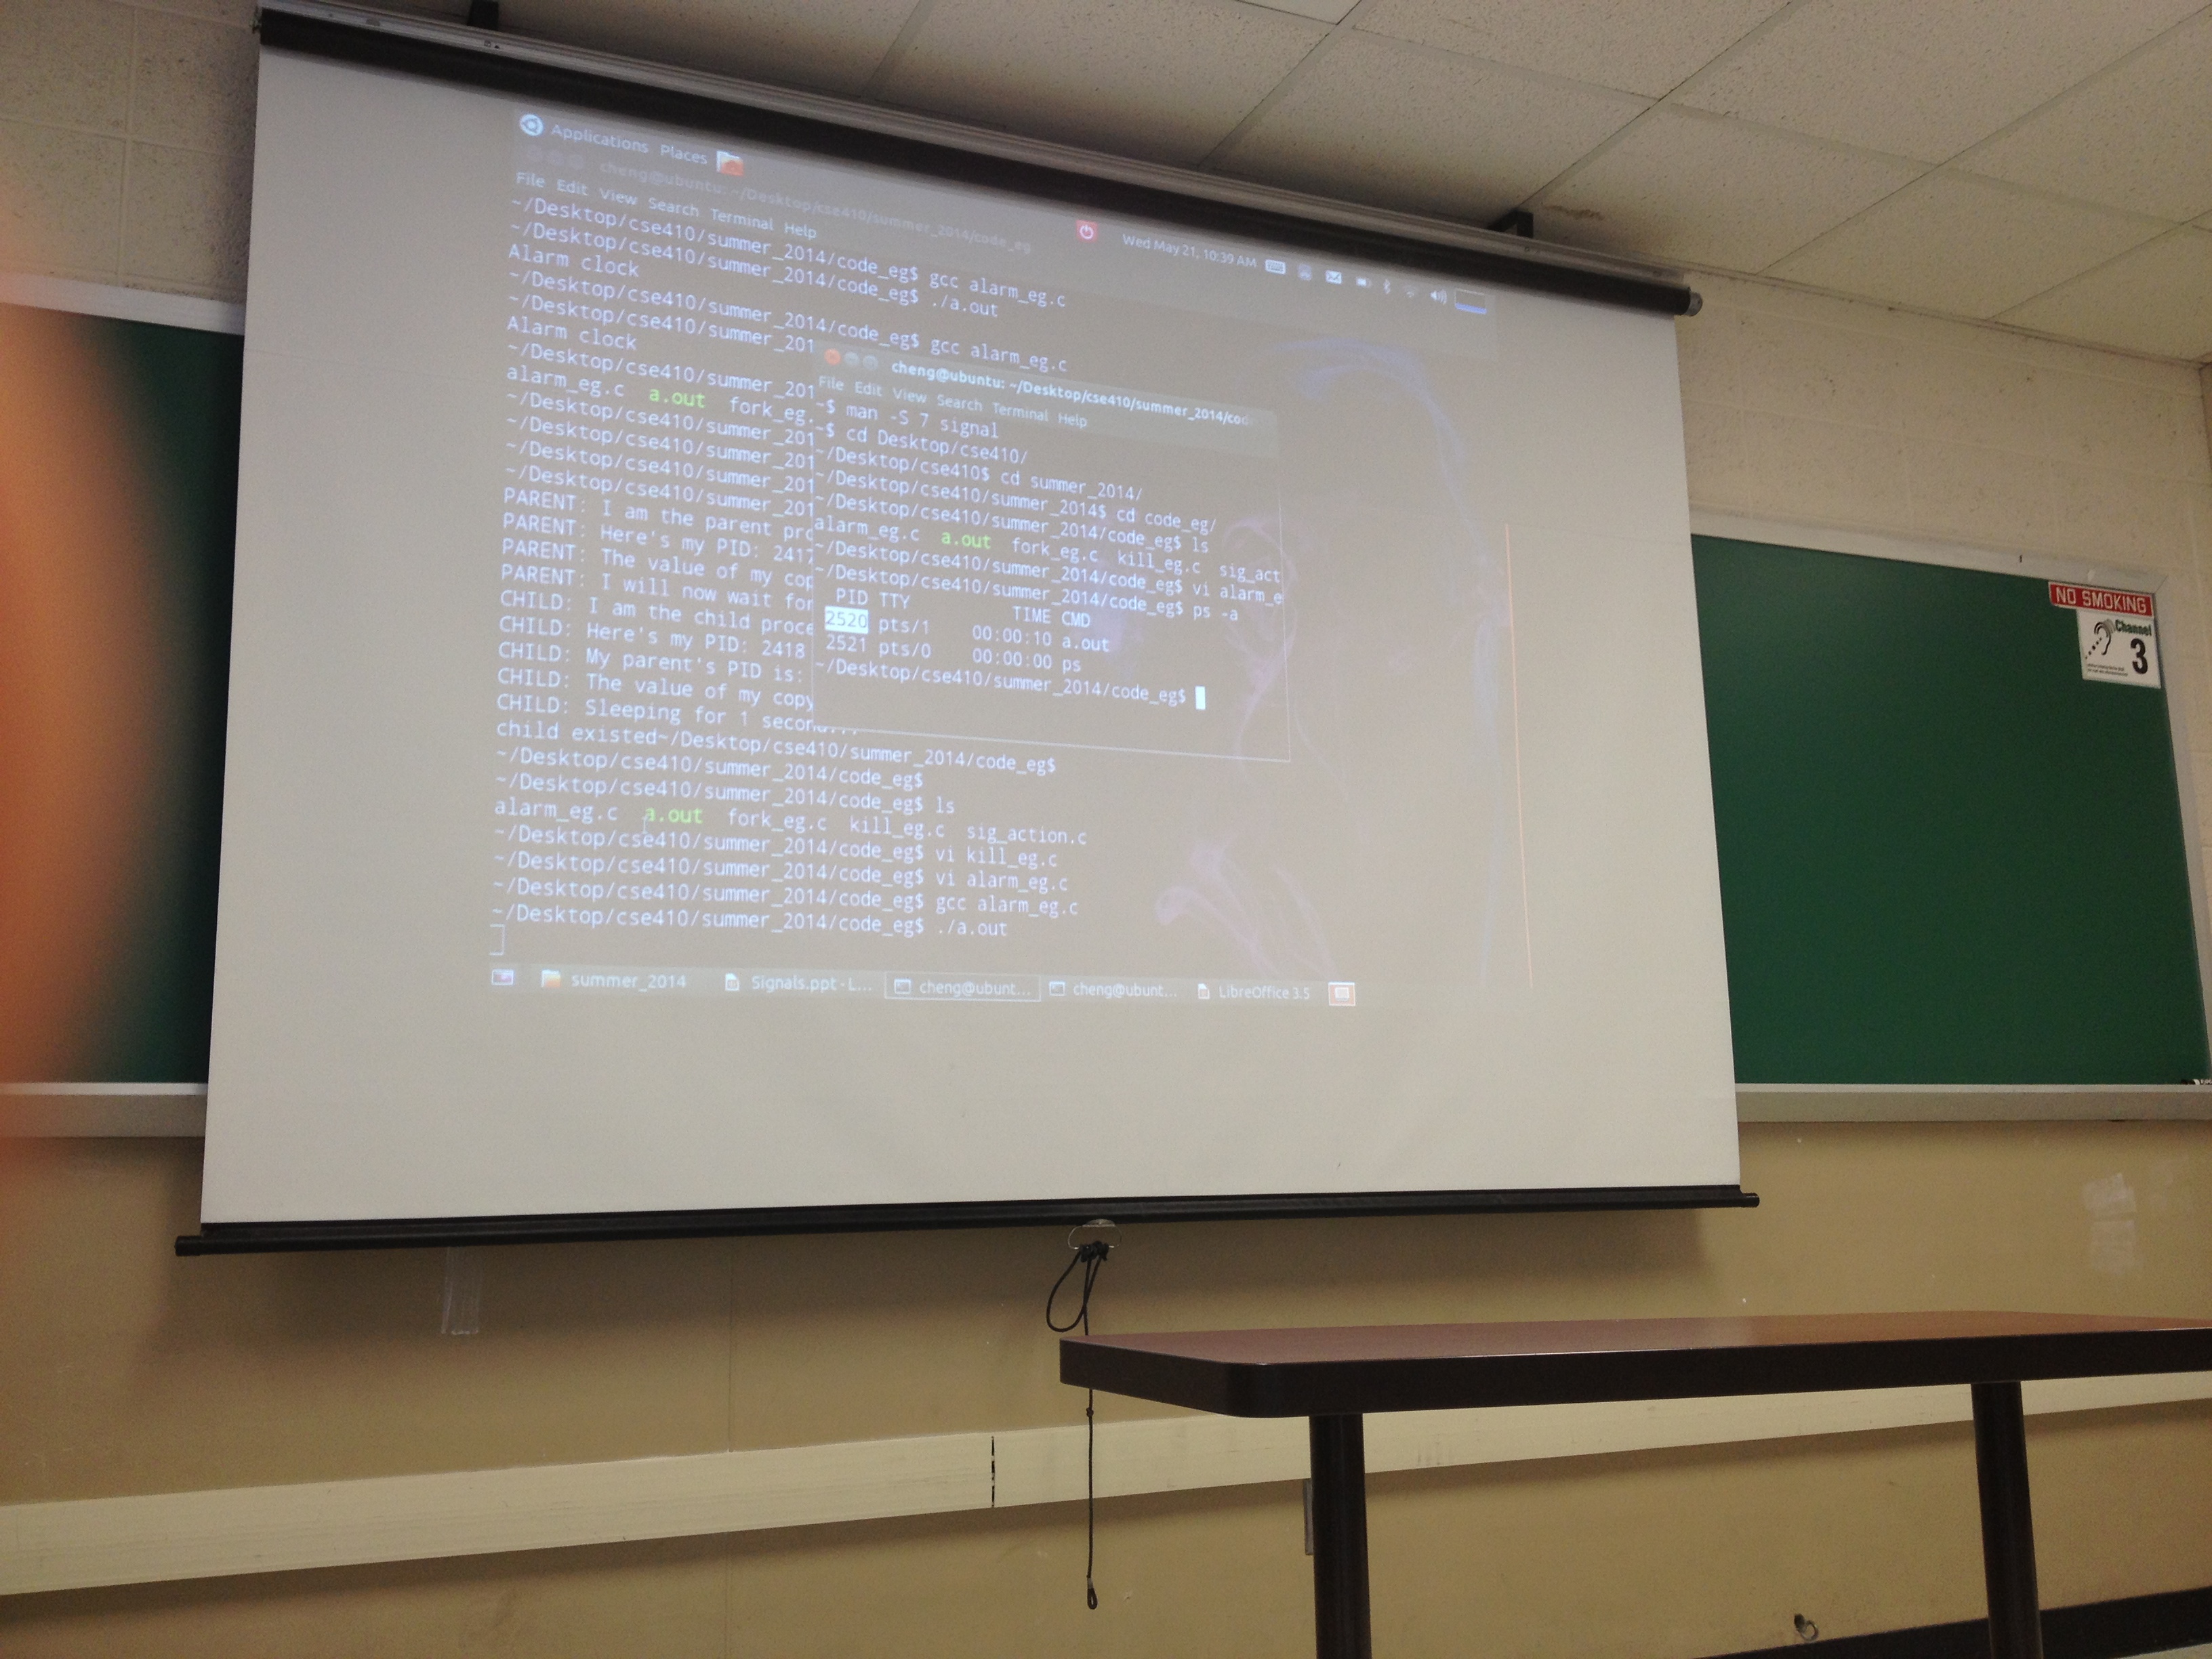 Applications Places
Wed May 21, 10:39 AM
cheng@ubuntu: ~/Desktop/cse410/summer_2014/code_eg
File Edit View Search Terminal Help
~/Desktop/cse410/summer_2014/code_eg$ gcc alarm_eg.c
~/Desktop/cse410/summer_2014/code_eg$ ./a.out
Alarm clock
~/Desktop/cse410/summer_2014/code_eg$ gcc alarm_eg.c
~/Desktop/cse410/summer_201
Alarm clock
~/Desktop/cse410/summer_201
alarm_eg.c a.out fork_eg.
~/Desktop/cse410/summer_201
~/Desktop/cse410/summer_201
~/Desktop/cse410/summer_201
~/Desktop/cse410/summer_201
PARENT: I am the parent pro
PARENT: Here's my PID: 2417
PARENT: The value of my cop
PARENT: I will now wait for
CHILD: I am the child proce
CHILD: Here's my PID: 2418
CHILD: My parent's PID is:
CHILD: The value of my copy
CHILD: Sleeping for 1 second...
child existed~/Desktop/cse410/summer_2014/code_eg$
~/Desktop/cse410/summer_2014/code_eg$
~/Desktop/cse410/summer_2014/code_eg$ ls
alarm_eg.c a.out fork_eg.c kill_eg.c sig_action.c
~/Desktop/cse410/summer_2014/code_eg$ vi kill_eg.c
~/Desktop/cse410/summer_2014/code_eg$ vi alarm_eg.c
~/Desktop/cse410/summer_2014/code_eg$ gcc alarm_eg.c
~/Desktop/cse410/summer_2014/code_eg$ ./a.out
cheng@ubuntu: ~/Desktop/cse410/summer_2014/cod
File Edit View Search Terminal Help
~$ man -S 7 signal
~$ cd Desktop/cse410/
~/Desktop/cse410$ cd summer_2014/
~/Desktop/cse410/summer_2014$ cd code_eg/
~/Desktop/cse410/summer_2014/code_eg$ ls
alarm_eg.c a.out fork_eg.c kill_eg.c sig_act
~/Desktop/cse410/summer_2014/code_eg$ vi alarm_e
~/Desktop/cse410/summer_2014/code_eg$ ps -a
PID TTY TIME CMD
2520 pts/1 00:00:10 a.out
2521 pts/0 00:00:00 ps
~/Desktop/cse410/summer_2014/code_eg$
summer_2014 Signals.ppt - L... cheng@ubunt... cheng@ubunt... LibreOffice 3.5
NO SMOKING
Channel
3